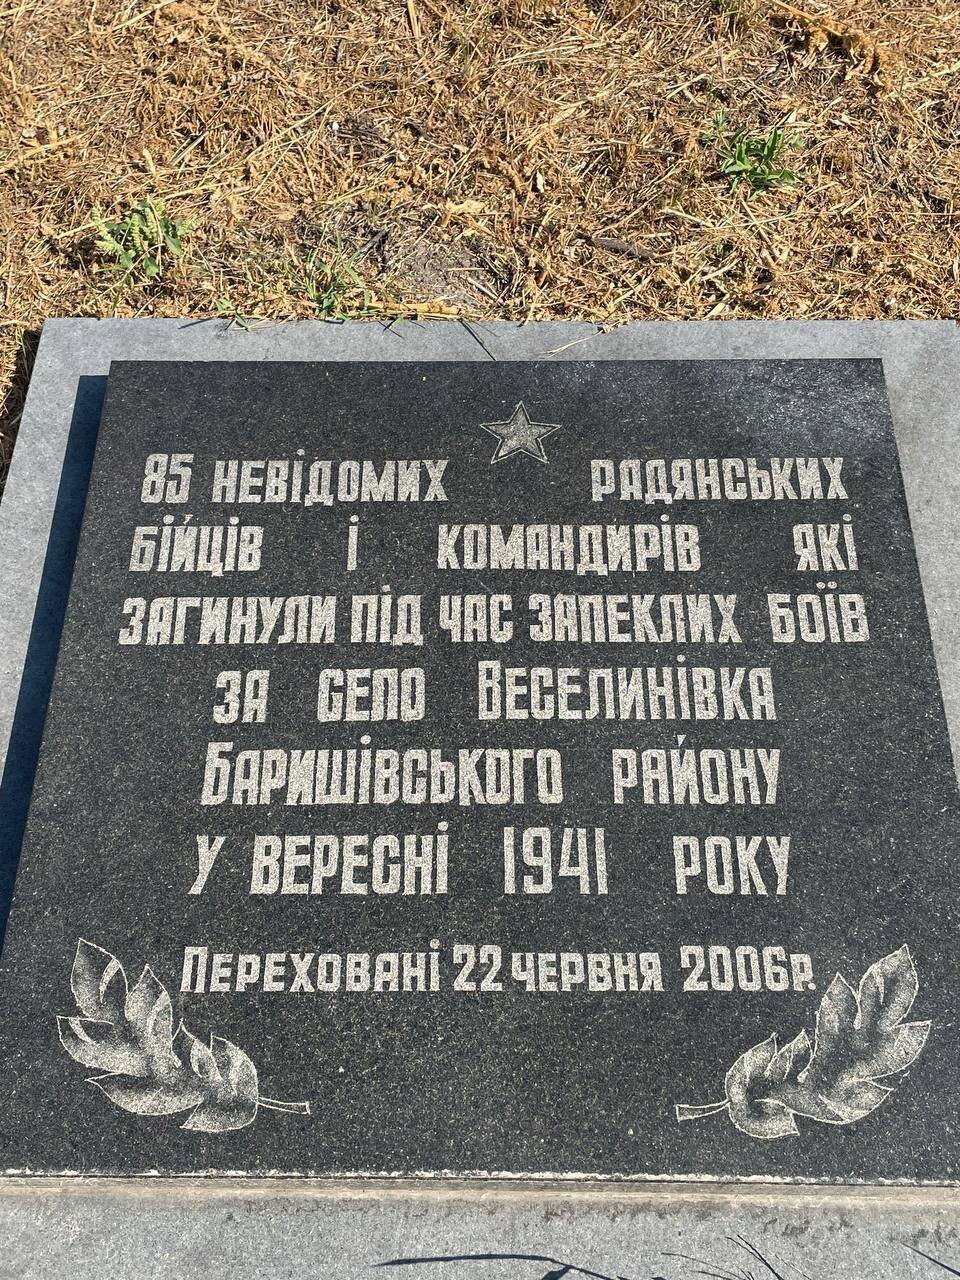 85 невідомих радянських
бійців і командирів які
загинули під час запеклих боїв
за село Веселинівка
Баришівського району
у вересні 1941 року
Перeховані 22 червня 2006р.